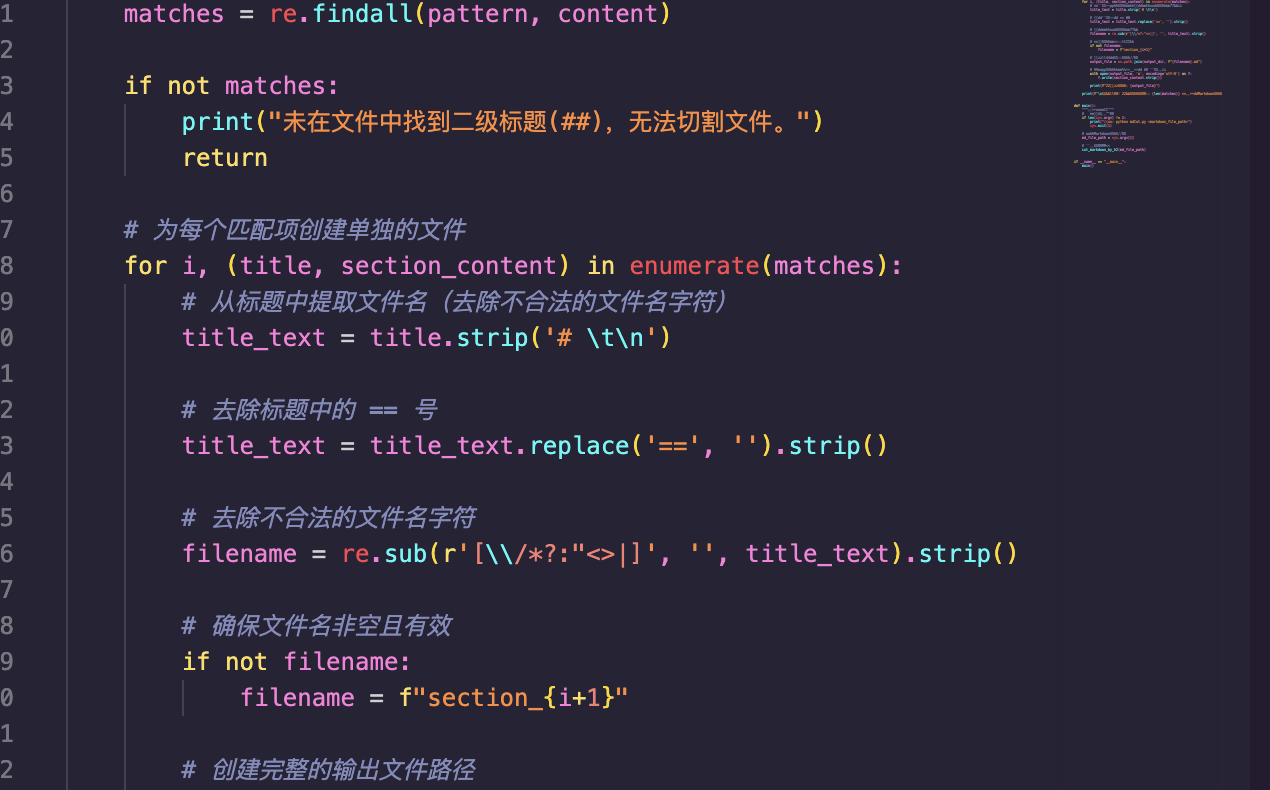 1 matches = re.findall(pattern, content)
2
3 if not matches:
4 print("未在文件中找到二级标题(##)，无法切割文件。")
5 return
6
7 # 为每个匹配项创建单独的文件
8 for i, (title, section_content) in enumerate(matches):
9 # 从标题中提取文件名（去除不合法的文件名字符）
0 title_text = title.strip('# \t\n')
1
2 # 去除标题中的 == 号
3 title_text = title_text.replace('==', '').strip()
4
5 # 去除不合法的文件名字符
6 filename = re.sub(r'[\\/*?:"<>|]', '', title_text).strip()
7
8 # 确保文件名非空且有效
9 if not filename:
0 filename = f"section_{i+1}"
1
2 # 创建完整的输出文件路径